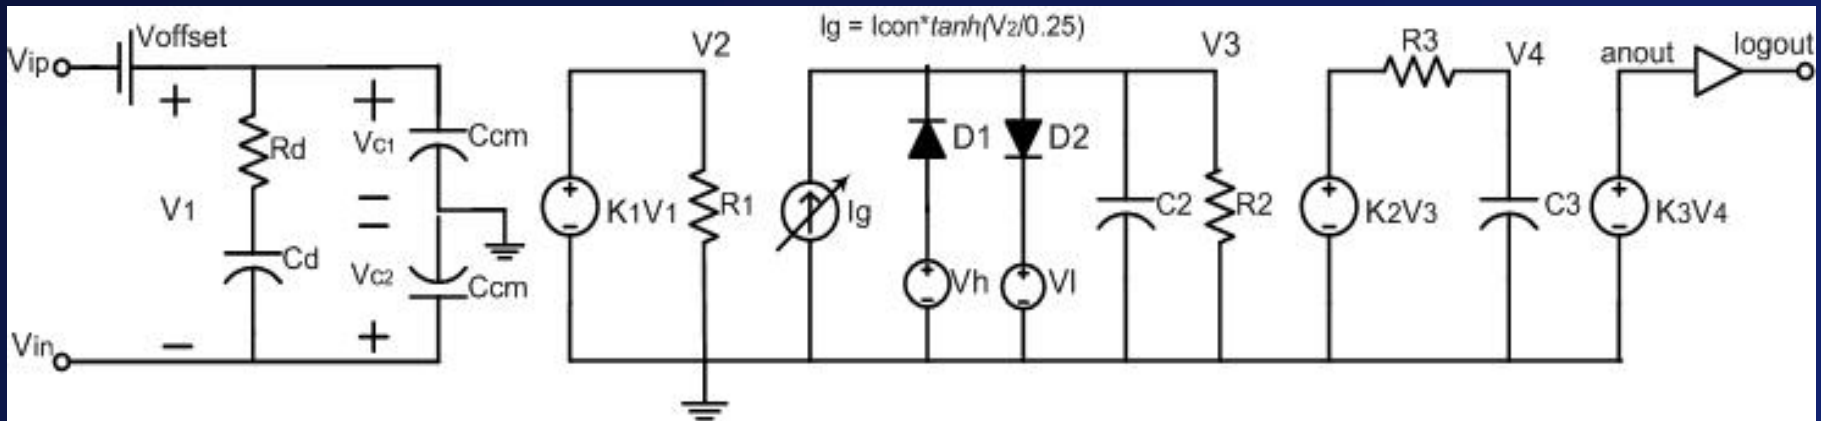 Ig = Icon*tanh(V2/0.25)
Vip
Voffset
V2
V3
R3
V4
anout
logout
+
+
Rd
Vc1
Ccm
D1
D2
V1
K1V1
R1
Ig
C2
R2
K2V3
C3
K3V4
Cd
Vc2
Ccm
Vh
Vl
Vin
−
+